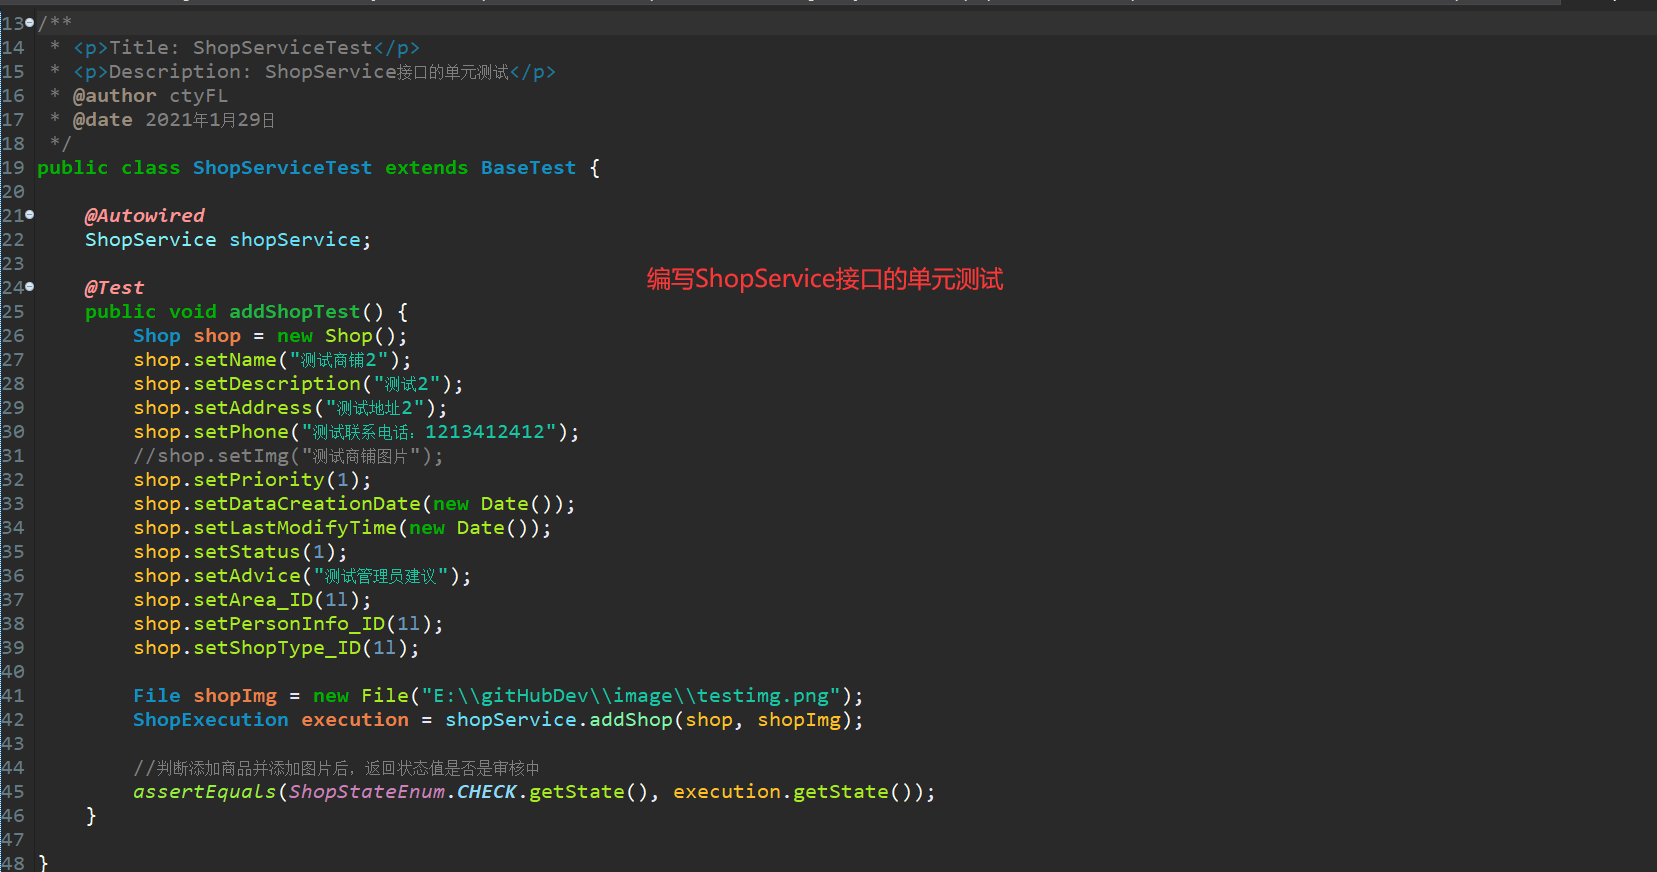 13 /**
14  * <p>Title: ShopServiceTest</p>
15  * <p>Description: ShopService接口的单元测试</p>
16  * @author ctyFL
17  * @date 2021年1月29日
18  */
19 public class ShopServiceTest extends BaseTest {
20
21     @Autowired
22     ShopService shopService;
23
编写ShopService接口的单元测试
24     @Test
25     public void addShopTest() {
26         Shop shop = new Shop();
27         shop.setName("测试商铺2");
28         shop.setDescription("测试2");
29         shop.setAddress("测试地址2");
30         shop.setPhone("测试联系电话：1213412412");
31         //shop.setImg("测试商铺图片");
32         shop.setPriority(1);
33         shop.setDataCreationDate(new Date());
34         shop.setLastModifyTime(new Date());
35         shop.setStatus(1);
36         shop.setAdvice("测试管理员建议");
37         shop.setArea_ID(1l);
38         shop.setPersonInfo_ID(1l);
39         shop.setShopType_ID(1l);
40
41         File shopImg = new File("E:\\gitHubDev\\image\\testimg.png");
42         ShopExecution execution = shopService.addShop(shop, shopImg);
43
44         //判断添加商品并添加图片后，返回状态值是否是审核中
45         assertEquals(ShopStateEnum.CHECK.getState(), execution.getState());
46     }
47
48 }